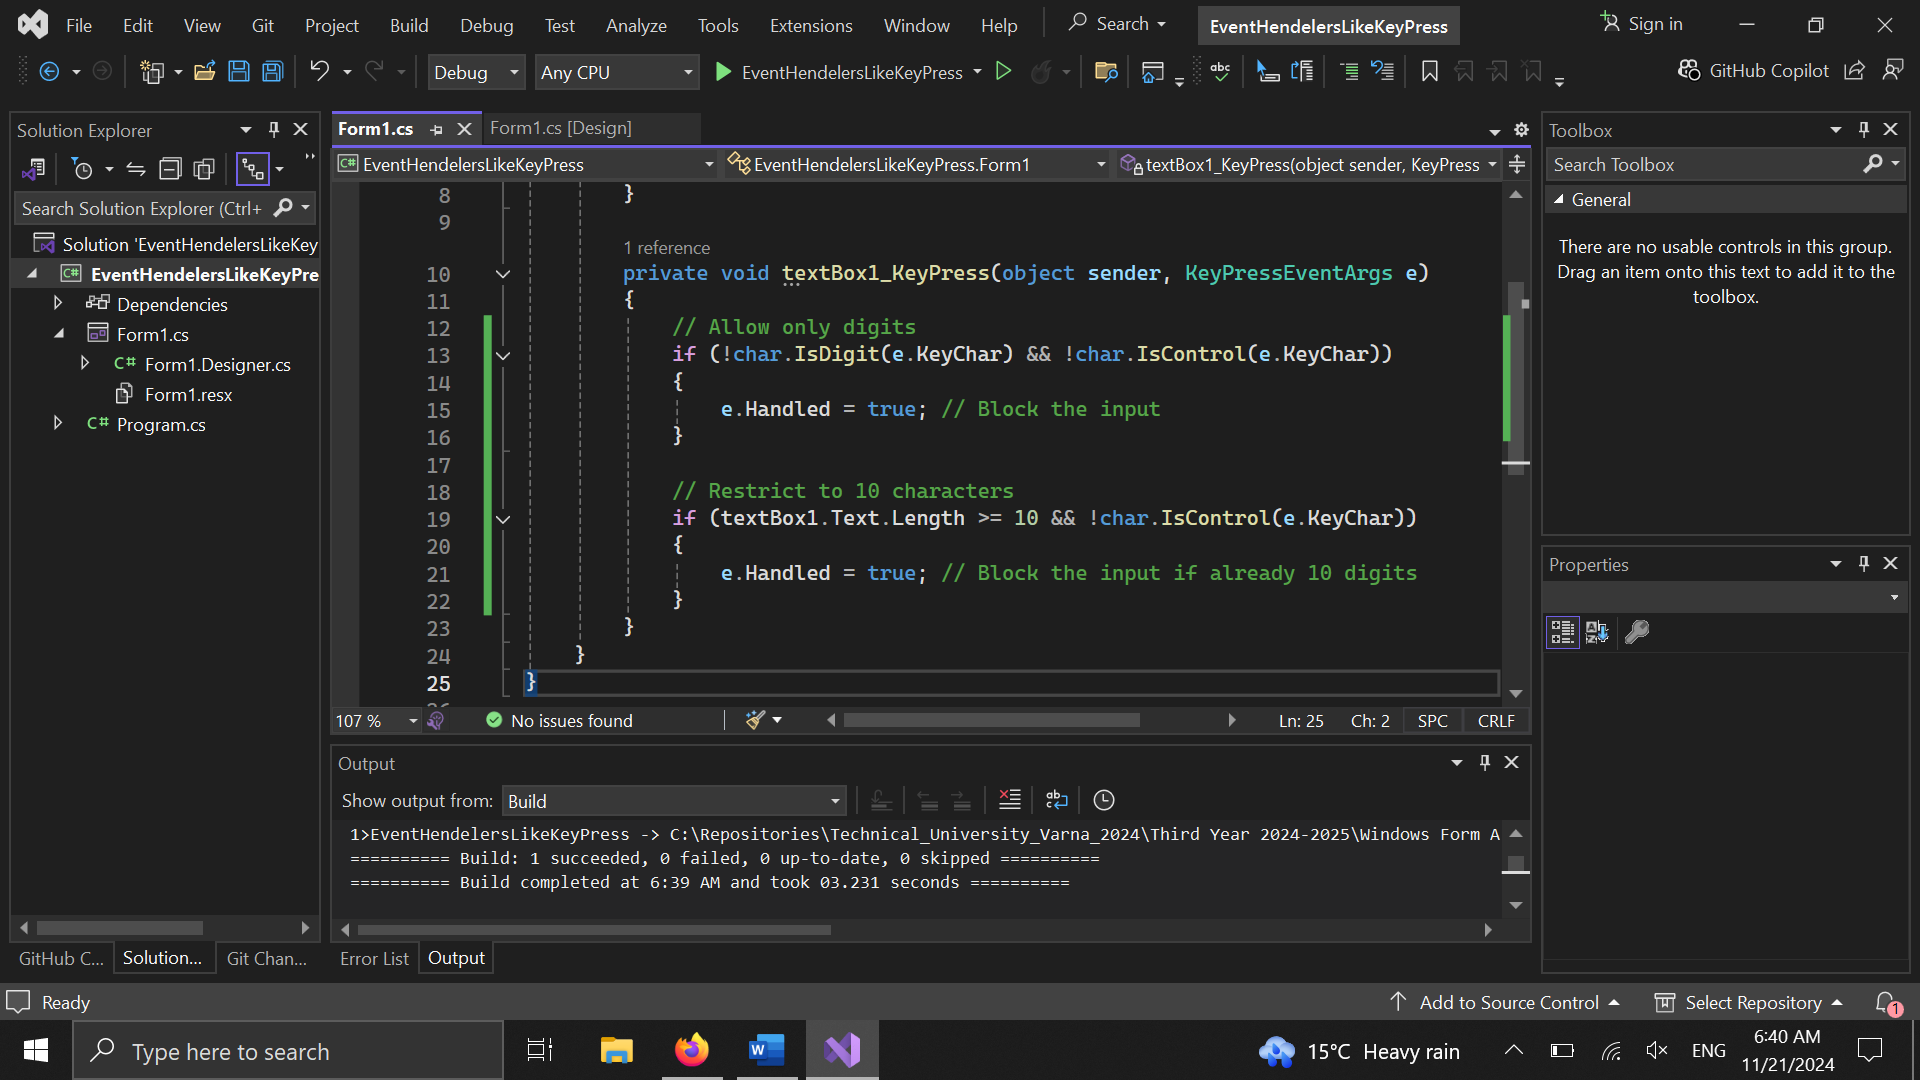 File Edit View Git Project Build Debug Test Analyze Tools Extensions Window Help Search EventHendelersLikeKeyPress Sign in
Debug Any CPU EventHendelersLikeKeyPress GitHub Copilot
Solution Explorer
Search Solution Explorer (Ctrl+
Solution 'EventHendelersLikeKey
EventHendelersLikeKeyPre
Dependencies
Form1.cs
C# Form1.Designer.cs
Form1.resx
C# Program.cs
GitHub C... Solution... Git Chan...
Form1.cs Form1.cs [Design]
C# EventHendelersLikeKeyPress EventHendelersLikeKeyPress.Form1 textBox1_KeyPress(object sender, KeyPress
8 }
9
1 reference
10 private void textBox1_KeyPress(object sender, KeyPressEventArgs e)
11 {
12 // Allow only digits
13 if (!char.IsDigit(e.KeyChar) && !char.IsControl(e.KeyChar))
14 {
15 e.Handled = true; // Block the input
16 }
17
18 // Restrict to 10 characters
19 if (textBox1.Text.Length >= 10 && !char.IsControl(e.KeyChar))
20 {
21 e.Handled = true; // Block the input if already 10 digits
22 }
23 }
24 }
25 }
107 % No issues found Ln: 25 Ch: 2 SPC CRLF
Output
Show output from: Build
1>EventHendelersLikeKeyPress -> C:\Repositories\Technical_University_Varna_2024\Third Year 2024-2025\Windows Form A
========== Build: 1 succeeded, 0 failed, 0 up-to-date, 0 skipped ==========
========== Build completed at 6:39 AM and took 03.231 seconds ==========
Error List Output
Toolbox
Search Toolbox
General
There are no usable controls in this group.
Drag an item onto this text to add it to the
toolbox.
Properties
Ready Add to Source Control Select Repository 1
Type here to search 15°C Heavy rain ENG 6:40 AM
11/21/2024